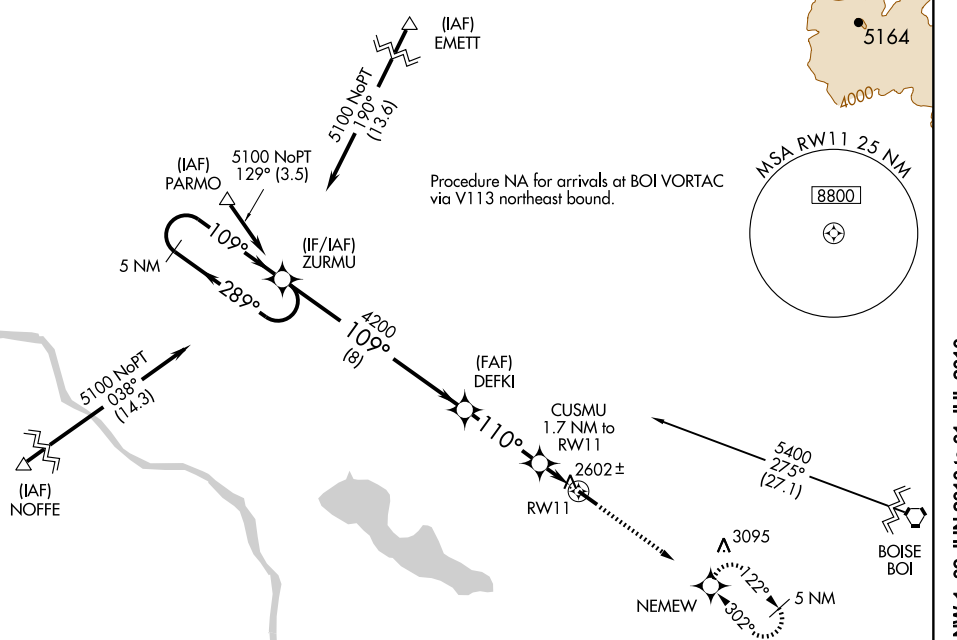 (IAF)
EMETT
5164
4000
5100 NoPT
190°
(13.6)
MSA RW11 25 NM
8800
(IAF)
PARMO
5100 NoPT
129° (3.5)
Procedure NA for arrivals at BOI VORTAC
via V113 northeast bound.
109°
5 NM
289°
(IF/IAF)
ZURMU
4200
109°
(8)
5100 NoPT
038°
(14.3)
(IAF)
NOFFE
(FAF)
DEFKI
110°
CUSMU
1.7 NM to
RW11
2602 ±
RW11
5400
275°
(27.1)
BOISE
BOI
3095
NEMEW
122°
302°
5 NM